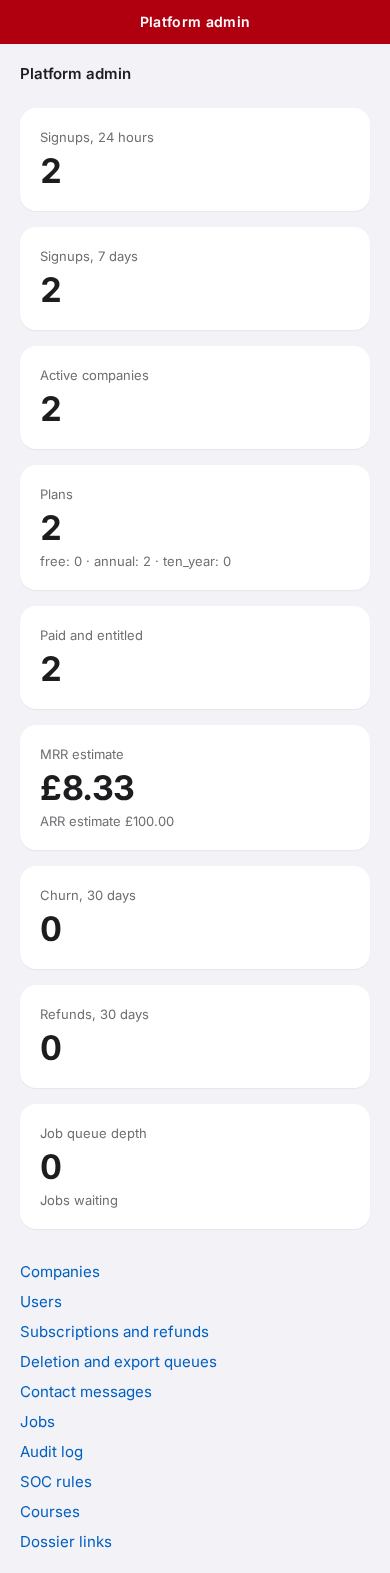 Platform admin
Platform admin
Signups, 24 hours
2
Signups, 7 days
2
Active companies
2
Plans
2
free: 0 · annual: 2 · ten_year: 0
Paid and entitled
2
MRR estimate
£8.33
ARR estimate £100.00
Churn, 30 days
0
Refunds, 30 days
0
Job queue depth
0
Jobs waiting
Companies
Users
Subscriptions and refunds
Deletion and export queues
Contact messages
Jobs
Audit log
SOC rules
Courses
Dossier links